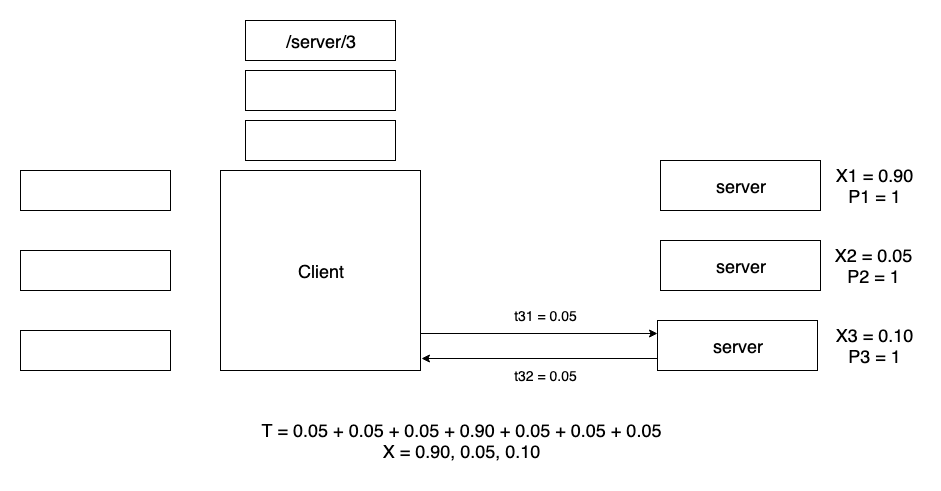 /server/3
server
X1 = 0.90
P1 = 1
Client
server
X2 = 0.05
P2 = 1
t31 = 0.05
server
X3 = 0.10
P3 = 1
t32 = 0.05
T = 0.05 + 0.05 + 0.05 + 0.90 + 0.05 + 0.05 + 0.05
X = 0.90, 0.05, 0.10